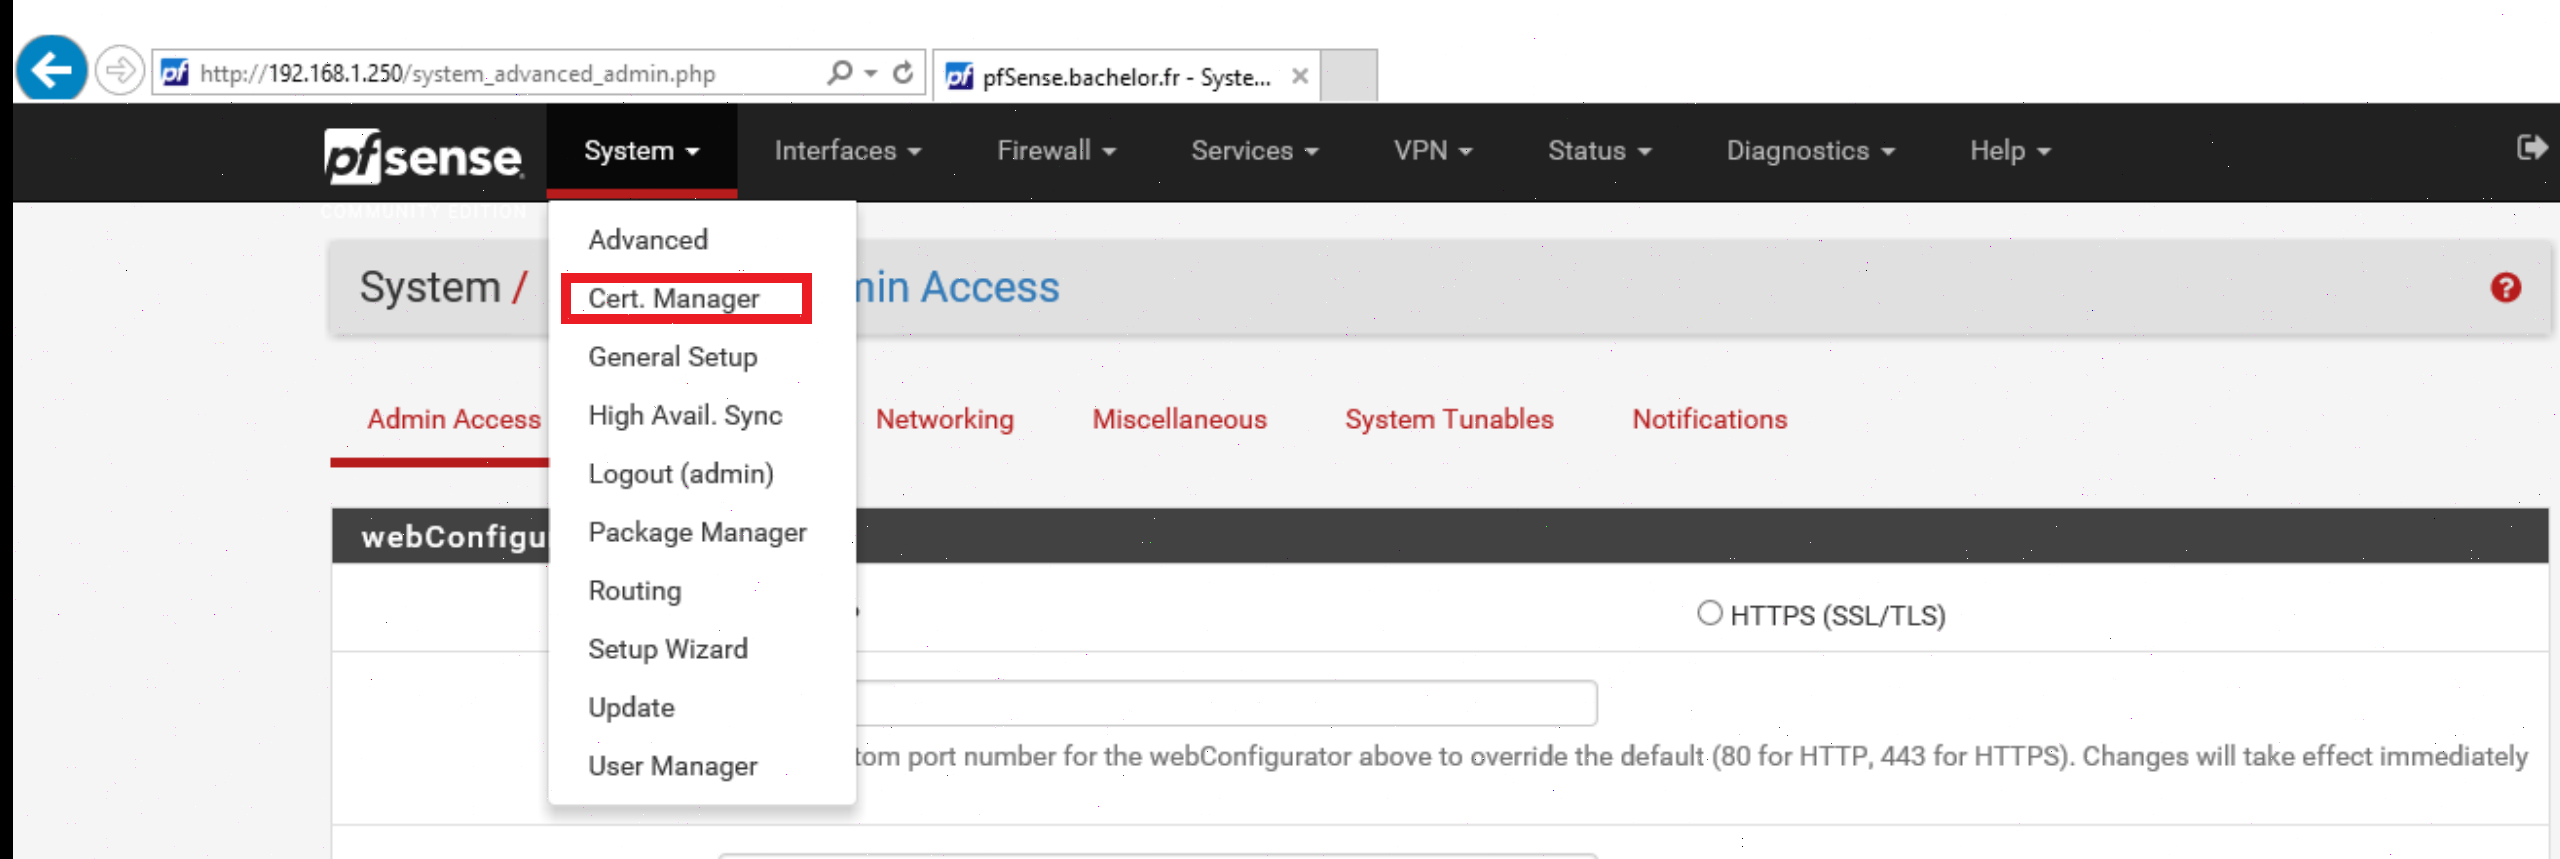 http://192.168.1.250/system_advanced_admin.php
pfSense.bachelor.fr - Syste...
pfsense
COMMUNITY EDITION
System
Interfaces
Firewall
Services
VPN
Status
Diagnostics
Help
Advanced
Cert. Manager
General Setup
High Avail. Sync
Logout (admin)
Package Manager
Routing
Setup Wizard
Update
User Manager
System / min Access
Admin Access
Networking
Miscellaneous
System Tunables
Notifications
webConfigu
HTTPS (SSL/TLS)
tom port number for the webConfigurator above to override the default (80 for HTTP, 443 for HTTPS). Changes will take effect immediately